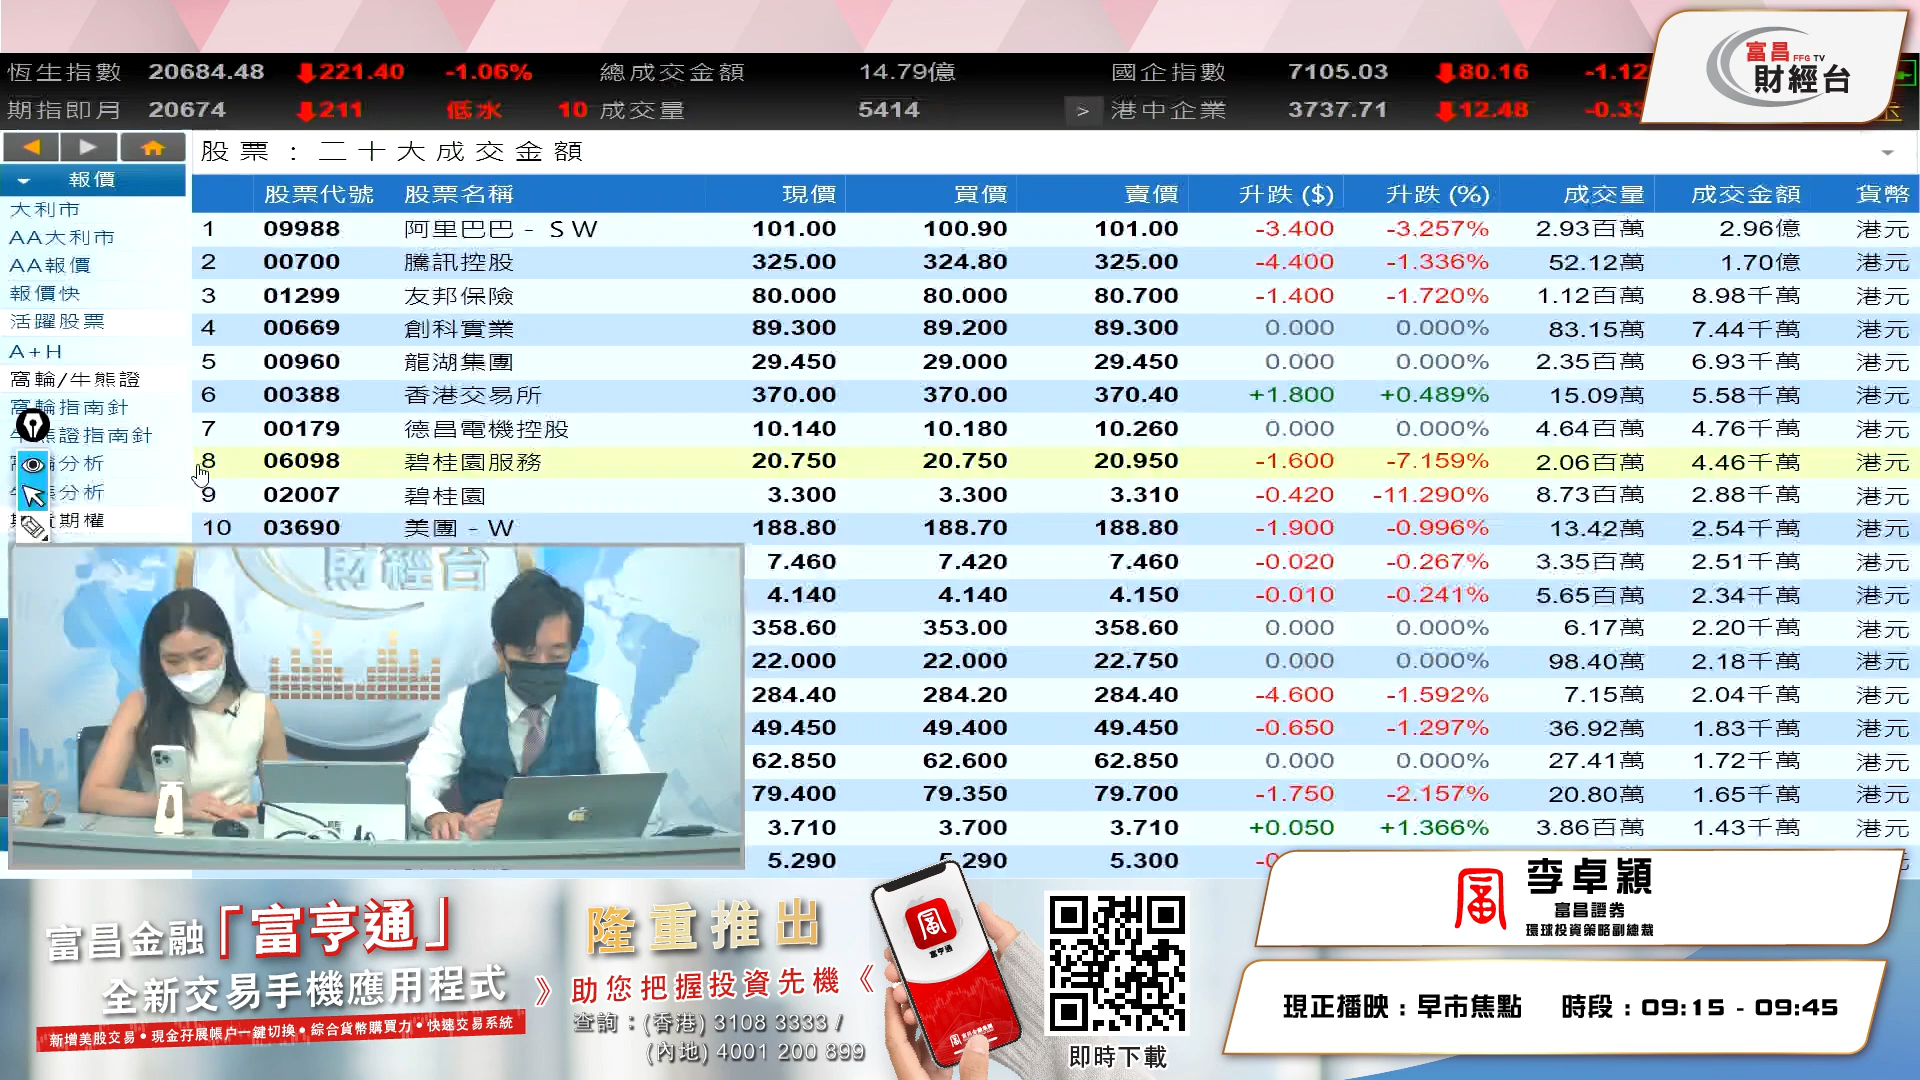 恆生指數 20684.48 221.40 -1.06% 總成交金額 14.79億 國企指數 7105.03 80.16 -1.12
期指即月 20674 211 低水 10 成交量 5414 > 港中企業 3737.71 12.48 -0.33
富昌 FFG TV
財經台
股票:二十大成交金額
報價
大利市
AA大利市
AA報價
報價快
活躍股票
A+H
窩輪/牛熊證
窩輪指南針
牛熊證指南針
分析
分析
期權
股票代號 股票名稱 現價 買價 賣價 升跌($) 升跌(%) 成交量 成交金額 貨幣
1 09988 阿里巴巴-SW 101.00 100.90 101.00 -3.400 -3.257% 2.93百萬 2.96億 港元
2 00700 騰訊控股 325.00 324.80 325.00 -4.400 -1.336% 52.12萬 1.70億 港元
3 01299 友邦保險 80.000 80.000 80.700 -1.400 -1.720% 1.12百萬 8.98千萬 港元
4 00669 創科實業 89.300 89.200 89.300 0.000 0.000% 83.15萬 7.44千萬 港元
5 00960 龍湖集團 29.450 29.000 29.450 0.000 0.000% 2.35百萬 6.93千萬 港元
6 00388 香港交易所 370.00 370.00 370.40 +1.800 +0.489% 15.09萬 5.58千萬 港元
7 00179 德昌電機控股 10.140 10.180 10.260 0.000 0.000% 4.64百萬 4.76千萬 港元
8 06098 碧桂園服務 20.750 20.750 20.950 -1.600 -7.159% 2.06百萬 4.46千萬 港元
9 02007 碧桂園 3.300 3.300 3.310 -0.420 -11.290% 8.73百萬 2.88千萬 港元
10 03690 美團-W 188.80 188.70 188.80 -1.900 -0.996% 13.42萬 2.54千萬 港元
7.460 7.420 7.460 -0.020 -0.267% 3.35百萬 2.51千萬 港元
4.140 4.140 4.150 -0.010 -0.241% 5.65百萬 2.34千萬 港元
358.60 353.00 358.60 0.000 0.000% 6.17萬 2.20千萬 港元
22.000 22.000 22.750 0.000 0.000% 98.40萬 2.18千萬 港元
284.40 284.20 284.40 -4.600 -1.592% 7.15萬 2.04千萬 港元
49.450 49.400 49.450 -0.650 -1.297% 36.92萬 1.83千萬 港元
62.850 62.600 62.850 0.000 0.000% 27.41萬 1.72千萬 港元
79.400 79.350 79.700 -1.750 -2.157% 20.80萬 1.65千萬 港元
3.710 3.700 3.710 +0.050 +1.366% 3.86百萬 1.43千萬 港元
5.290 5.290 5.300 -0
財經台
富昌金融「富亨通」
全新交易手機應用程式
新增美股交易•現金孖展帳戶一鍵切換•綜合貨幣購買力•快速交易系統
隆重推出
》助您把握投資先機《
查詢:(香港) 3108 3333 /
(內地) 4001 200 899
富亨通
即時下載
李卓穎
富昌證券
環球投資策略副總裁
現正播映:早市焦點 時段:09:15 - 09:45